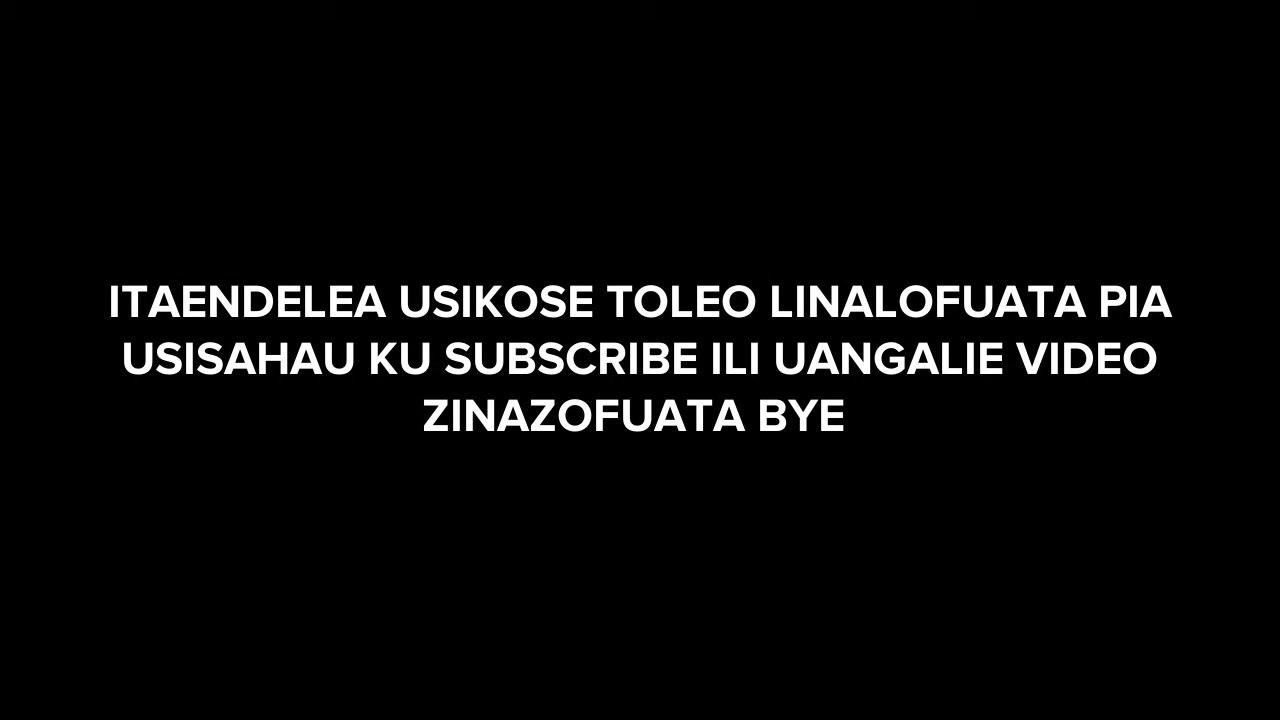 ITAENDELEA USIKOSE TOLEO LINALOFUATA PIA
USISAHAU KU SUBSCRIBE ILI UANGALIE VIDEO
ZINAZOFUATA BYE